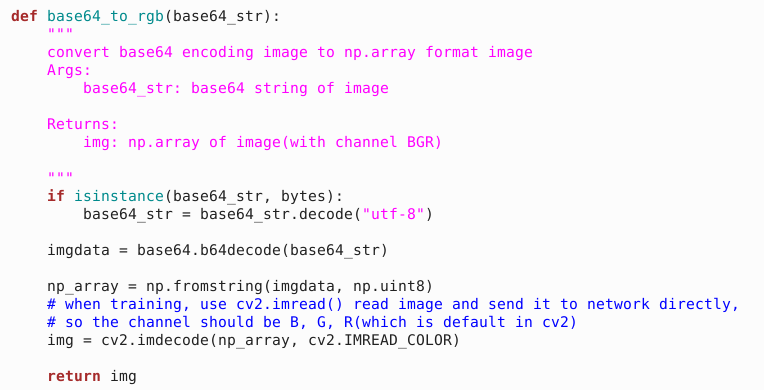 def base64_to_rgb(base64_str):
    """
    convert base64 encoding image to np.array format image
    Args:
        base64_str: base64 string of image

    Returns:
        img: np.array of image(with channel BGR)

    """
    if isinstance(base64_str, bytes):
        base64_str = base64_str.decode("utf-8")

    imgdata = base64.b64decode(base64_str)

    np_array = np.fromstring(imgdata, np.uint8)
    # when training, use cv2.imread() read image and send it to network directly,
    # so the channel should be B, G, R(which is default in cv2)
    img = cv2.imdecode(np_array, cv2.IMREAD_COLOR)

    return img